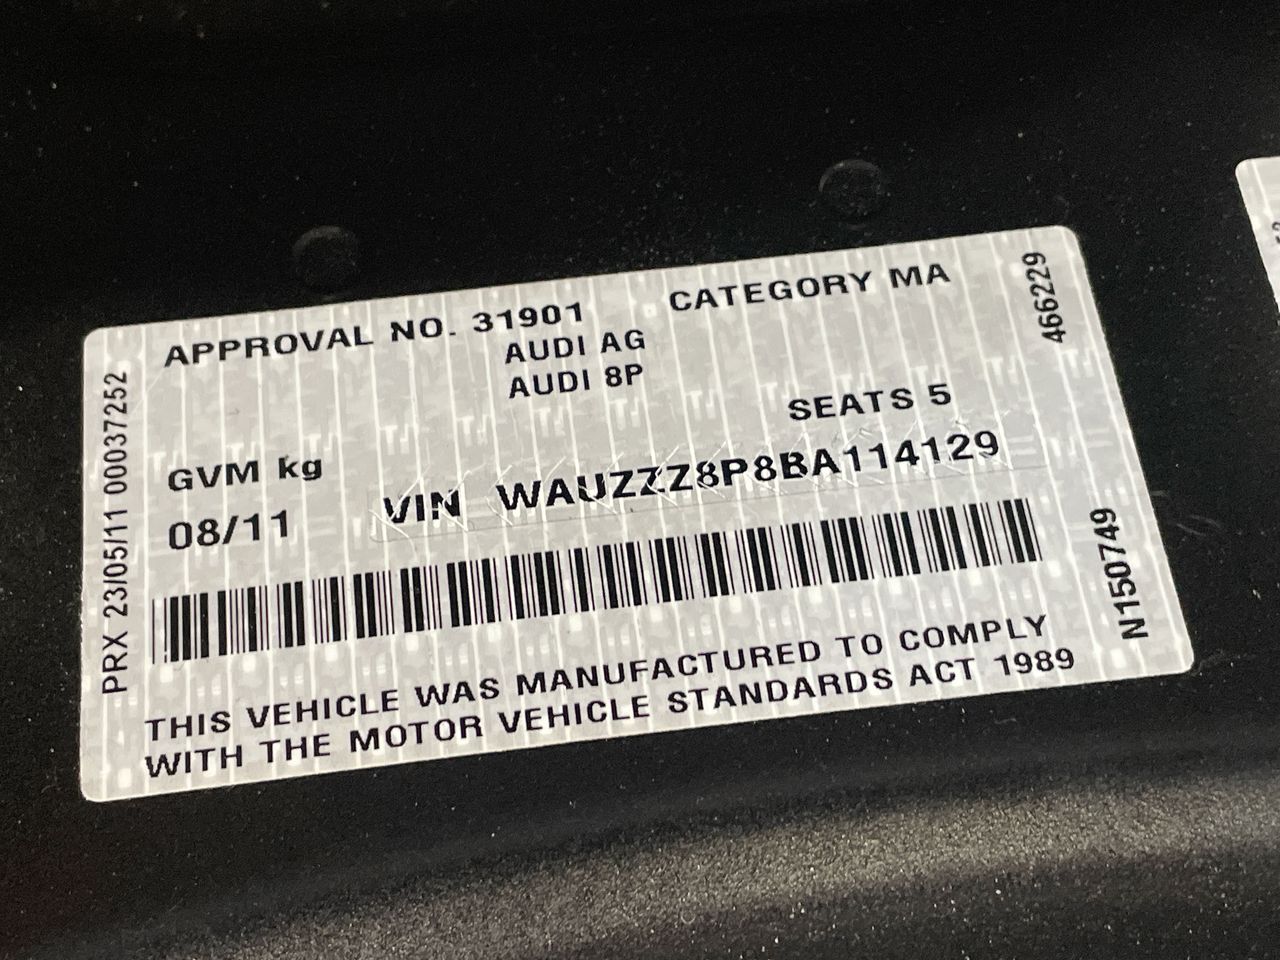 APPROVAL NO. 31901
CATEGORY MA
AUDI AG
AUDI 8P
SEATS 5
GVM kg
08/11
VIN WAUZZZ8P8BA114129
THIS VEHICLE WAS MANUFACTURED TO COMPLY
WITH THE MOTOR VEHICLE STANDARDS ACT 1989
PRX 23/05/11 00037252
466229
N150749